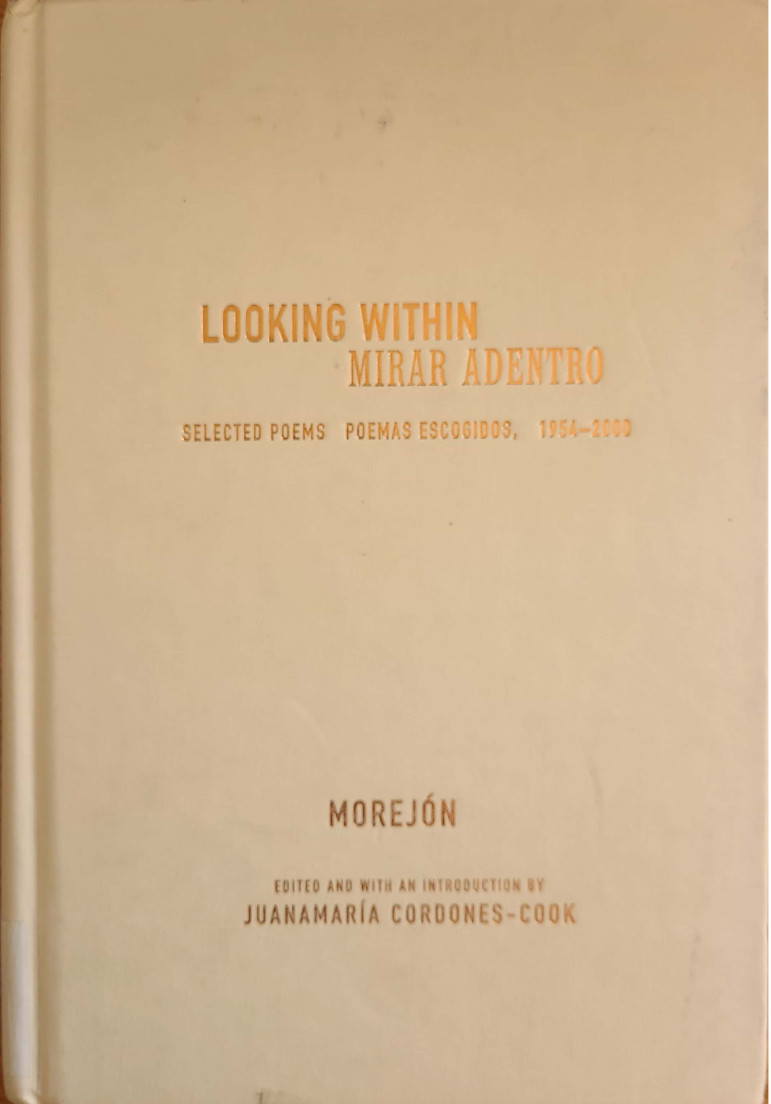 LOOKING WITHIN
MIRAR ADENTRO
SELECTED POEMS POEMAS ESCOGIDOS, 1954–2000
MOREJÓN
EDITED AND WITH AN INTRODUCTION BY
JUANAMARÍA CORDONES-COOK